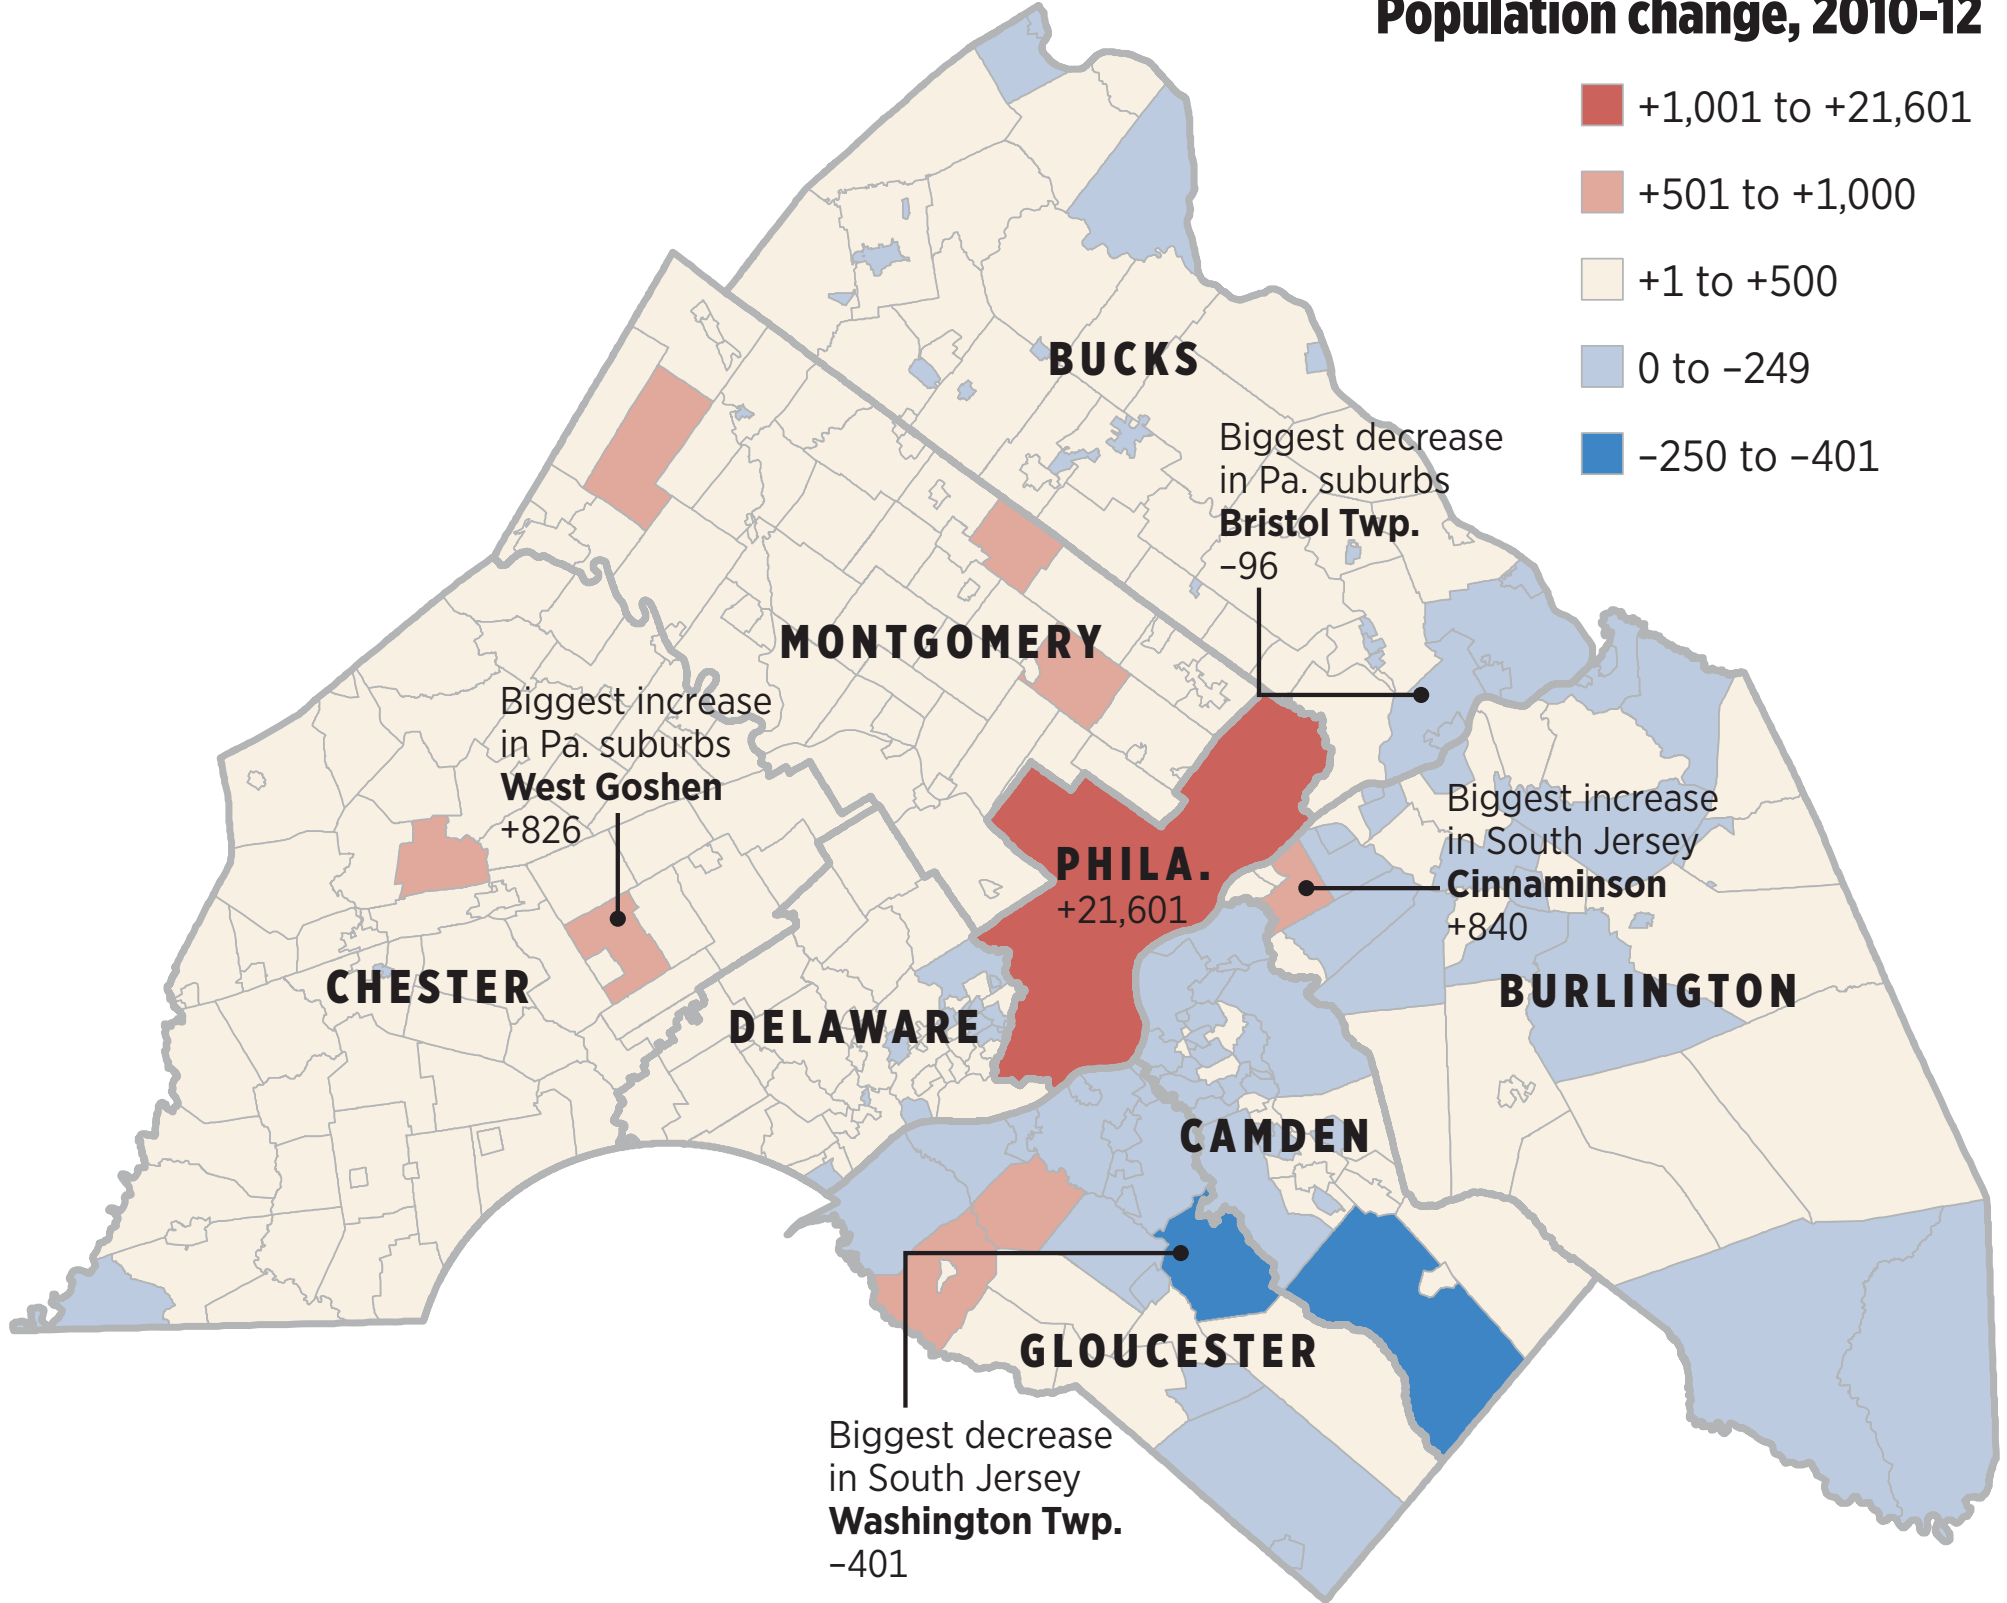 Population change, 2010-12
+1,001 to +21,601
+501 to +1,000
+1 to +500
0 to –249
–250 to –401
BUCKS
Biggest decrease
in Pa. suburbs
Bristol Twp.
–96
MONTGOMERY
Biggest increase
in Pa. suburbs
West Goshen
+826
Biggest increase
in South Jersey
Cinnaminson
+840
PHILA.
+21,601
CHESTER
DELAWARE
BURLINGTON
CAMDEN
GLOUCESTER
Biggest decrease
in South Jersey
Washington Twp.
–401